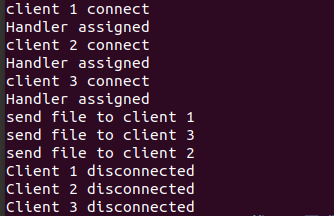 client 1 connect
Handler assigned
client 2 connect
Handler assigned
client 3 connect
Handler assigned
send file to client 1
send file to client 3
send file to client 2
Client 1 disconnected
Client 2 disconnected
Client 3 disconnected